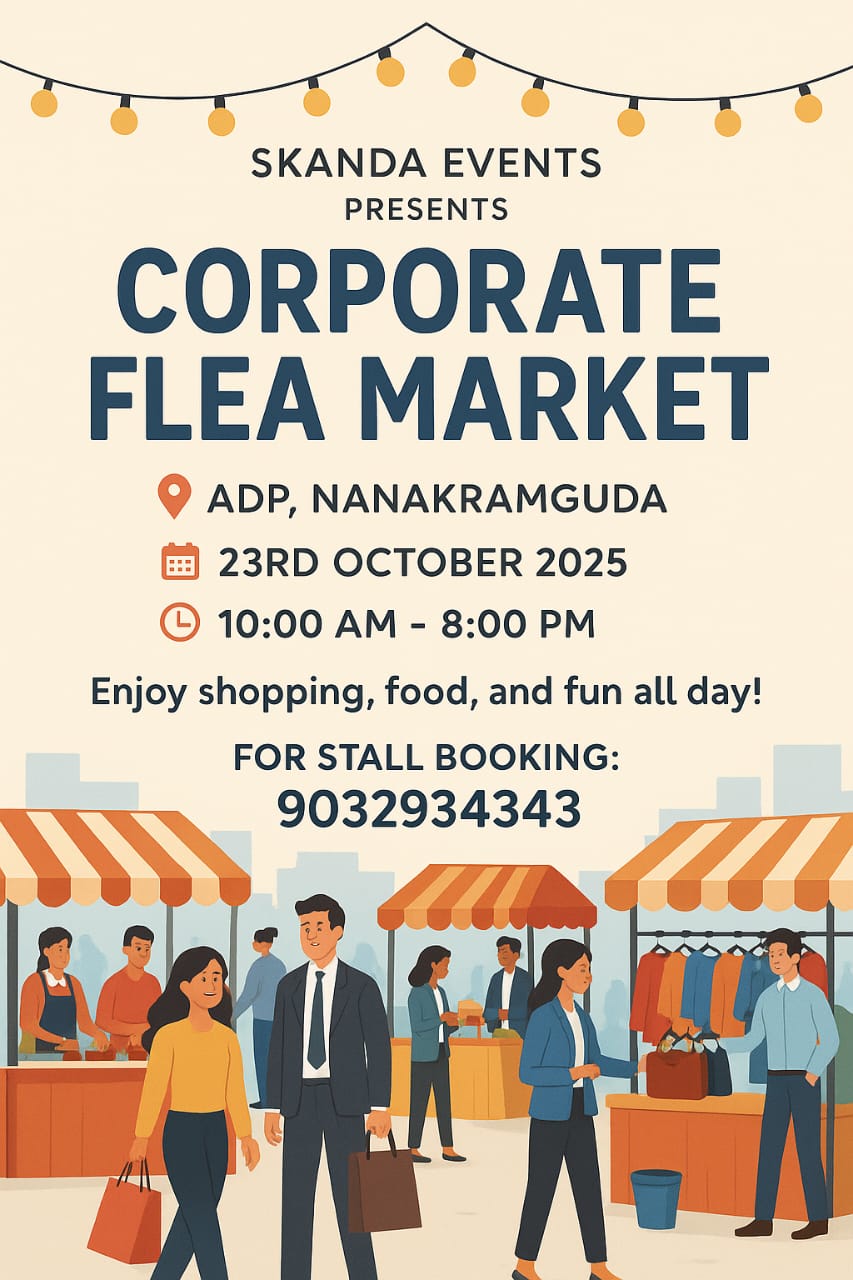 SKANDA EVENTS
PRESENTS
CORPORATE
FLEA MARKET
ADP, NANAKRAMGUDA
23RD OCTOBER 2025
10:00 AM - 8:00 PM
Enjoy shopping, food, and fun all day!
FOR STALL BOOKING:
9032934343